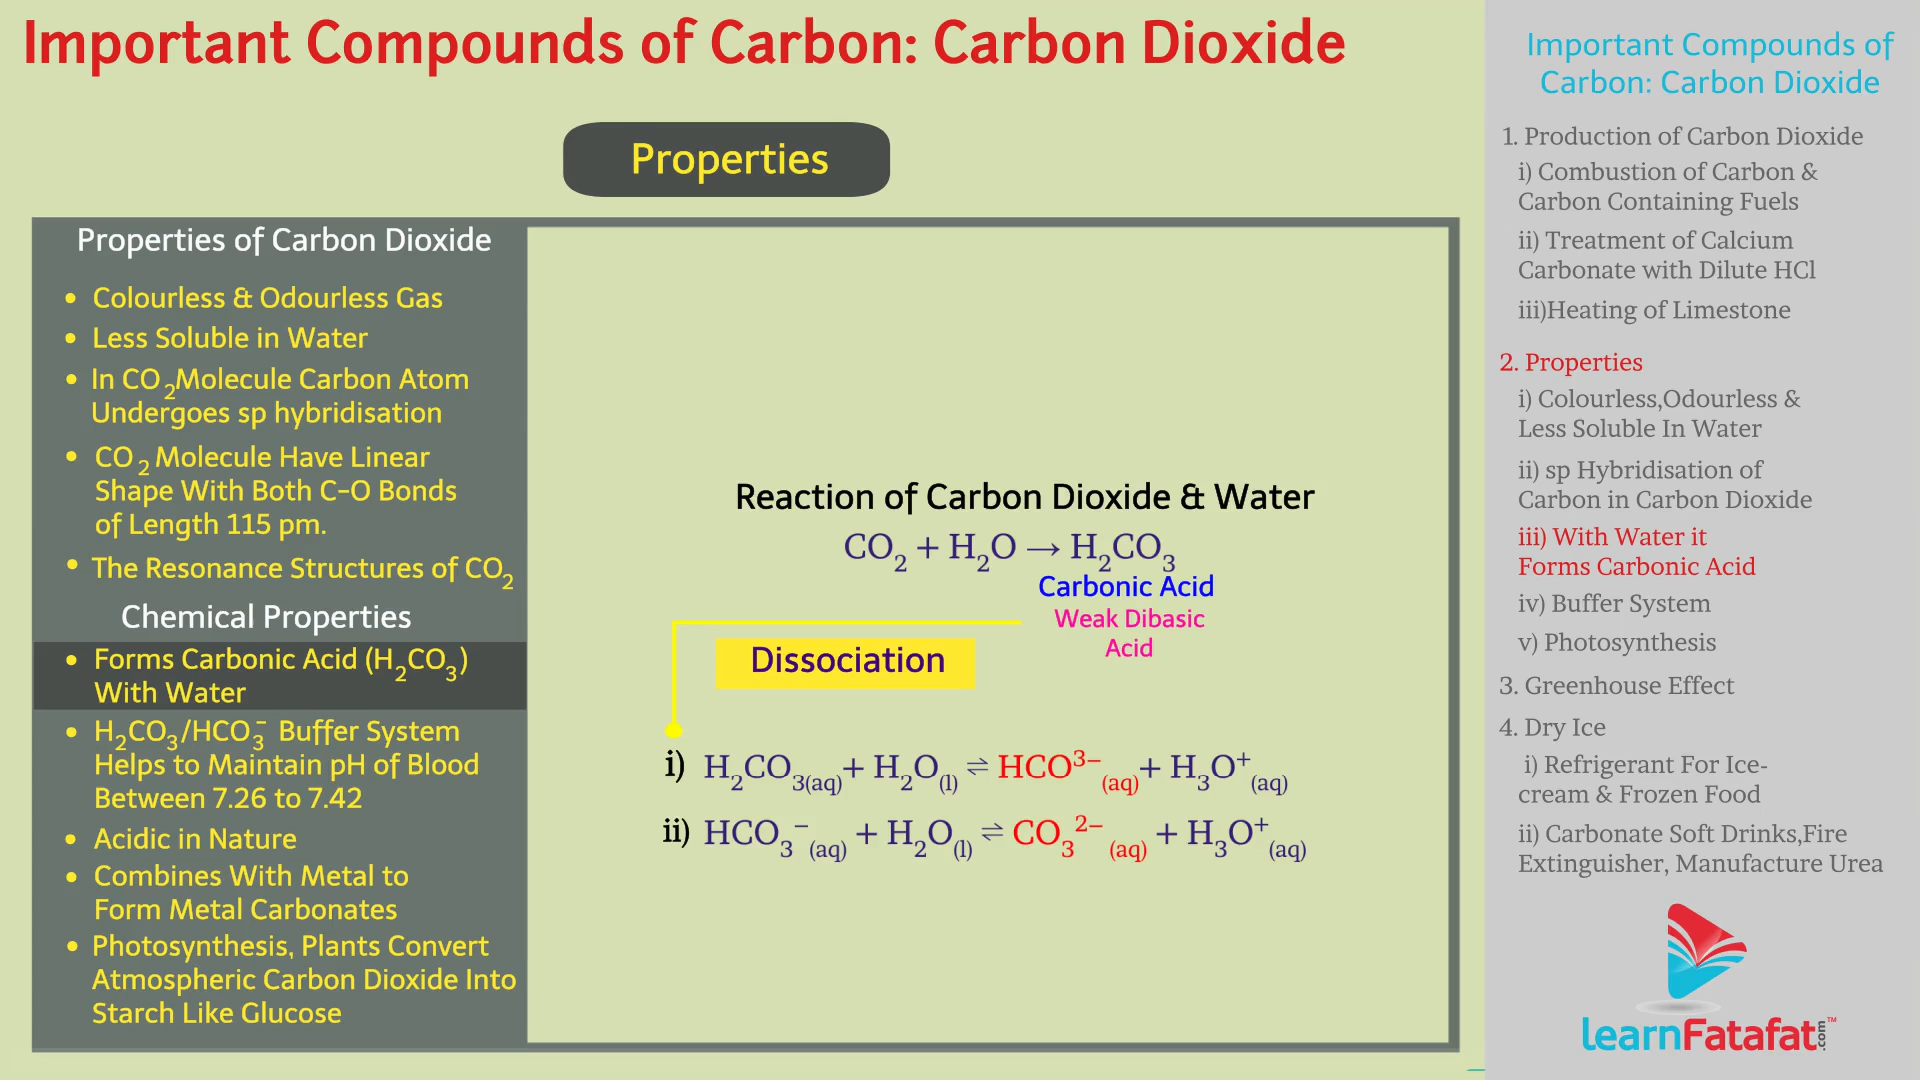 Important Compounds of Carbon: Carbon Dioxide
Properties
Properties of Carbon Dioxide
• Colourless & Odourless Gas
• Less Soluble in Water
• In CO₂Molecule Carbon Atom
Undergoes sp hybridisation
• CO₂ Molecule Have Linear
Shape With Both C-O Bonds
of Length 115 pm.
• The Resonance Structures of CO₂
Chemical Properties
• Forms Carbonic Acid (H₂CO₃)
With Water
• H₂CO₃/HCO₃⁻ Buffer System
Helps to Maintain pH of Blood
Between 7.26 to 7.42
• Acidic in Nature
• Combines With Metal to
Form Metal Carbonates
• Photosynthesis, Plants Convert
Atmospheric Carbon Dioxide Into
Starch Like Glucose
Reaction of Carbon Dioxide & Water
CO₂ + H₂O → H₂CO₃
Carbonic Acid
Weak Dibasic
Acid
Dissociation
i) H₂CO₃(aq) + H₂O(l) ⇌ HCO³⁻(aq) + H₃O⁺(aq)
ii) HCO₃⁻(aq) + H₂O(l) ⇌ CO₃²⁻(aq) + H₃O⁺(aq)
Important Compounds of
Carbon: Carbon Dioxide
1. Production of Carbon Dioxide
i) Combustion of Carbon &
Carbon Containing Fuels
ii) Treatment of Calcium
Carbonate with Dilute HCl
iii)Heating of Limestone
2. Properties
i) Colourless,Odourless &
Less Soluble In Water
ii) sp Hybridisation of
Carbon in Carbon Dioxide
iii) With Water it
Forms Carbonic Acid
iv) Buffer System
v) Photosynthesis
3. Greenhouse Effect
4. Dry Ice
i) Refrigerant For Ice-
cream & Frozen Food
ii) Carbonate Soft Drinks,Fire
Extinguisher, Manufacture Urea
learnFatafat.com™